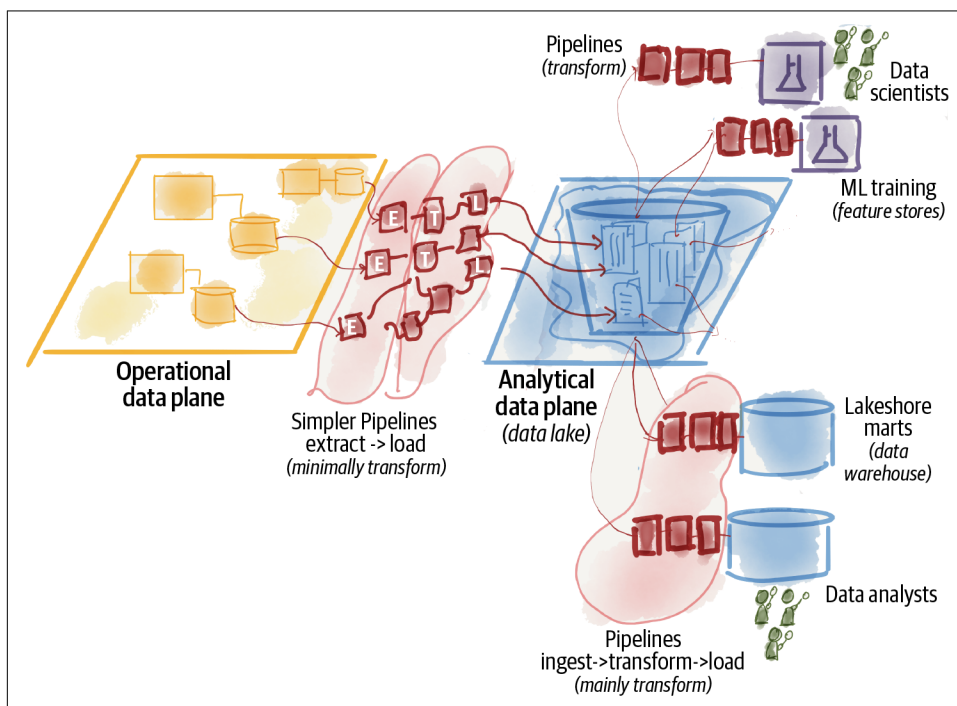 Pipelines
(transform)
Data
scientists
ML training
(feature stores)
E T L
E T
L
E
Operational
data plane
Simpler Pipelines
extract -> load
(minimally transform)
Analytical
data plane
(data lake)
Lakeshore
marts
(data
warehouse)
Data analysts
Pipelines
ingest->transform->load
(mainly transform)